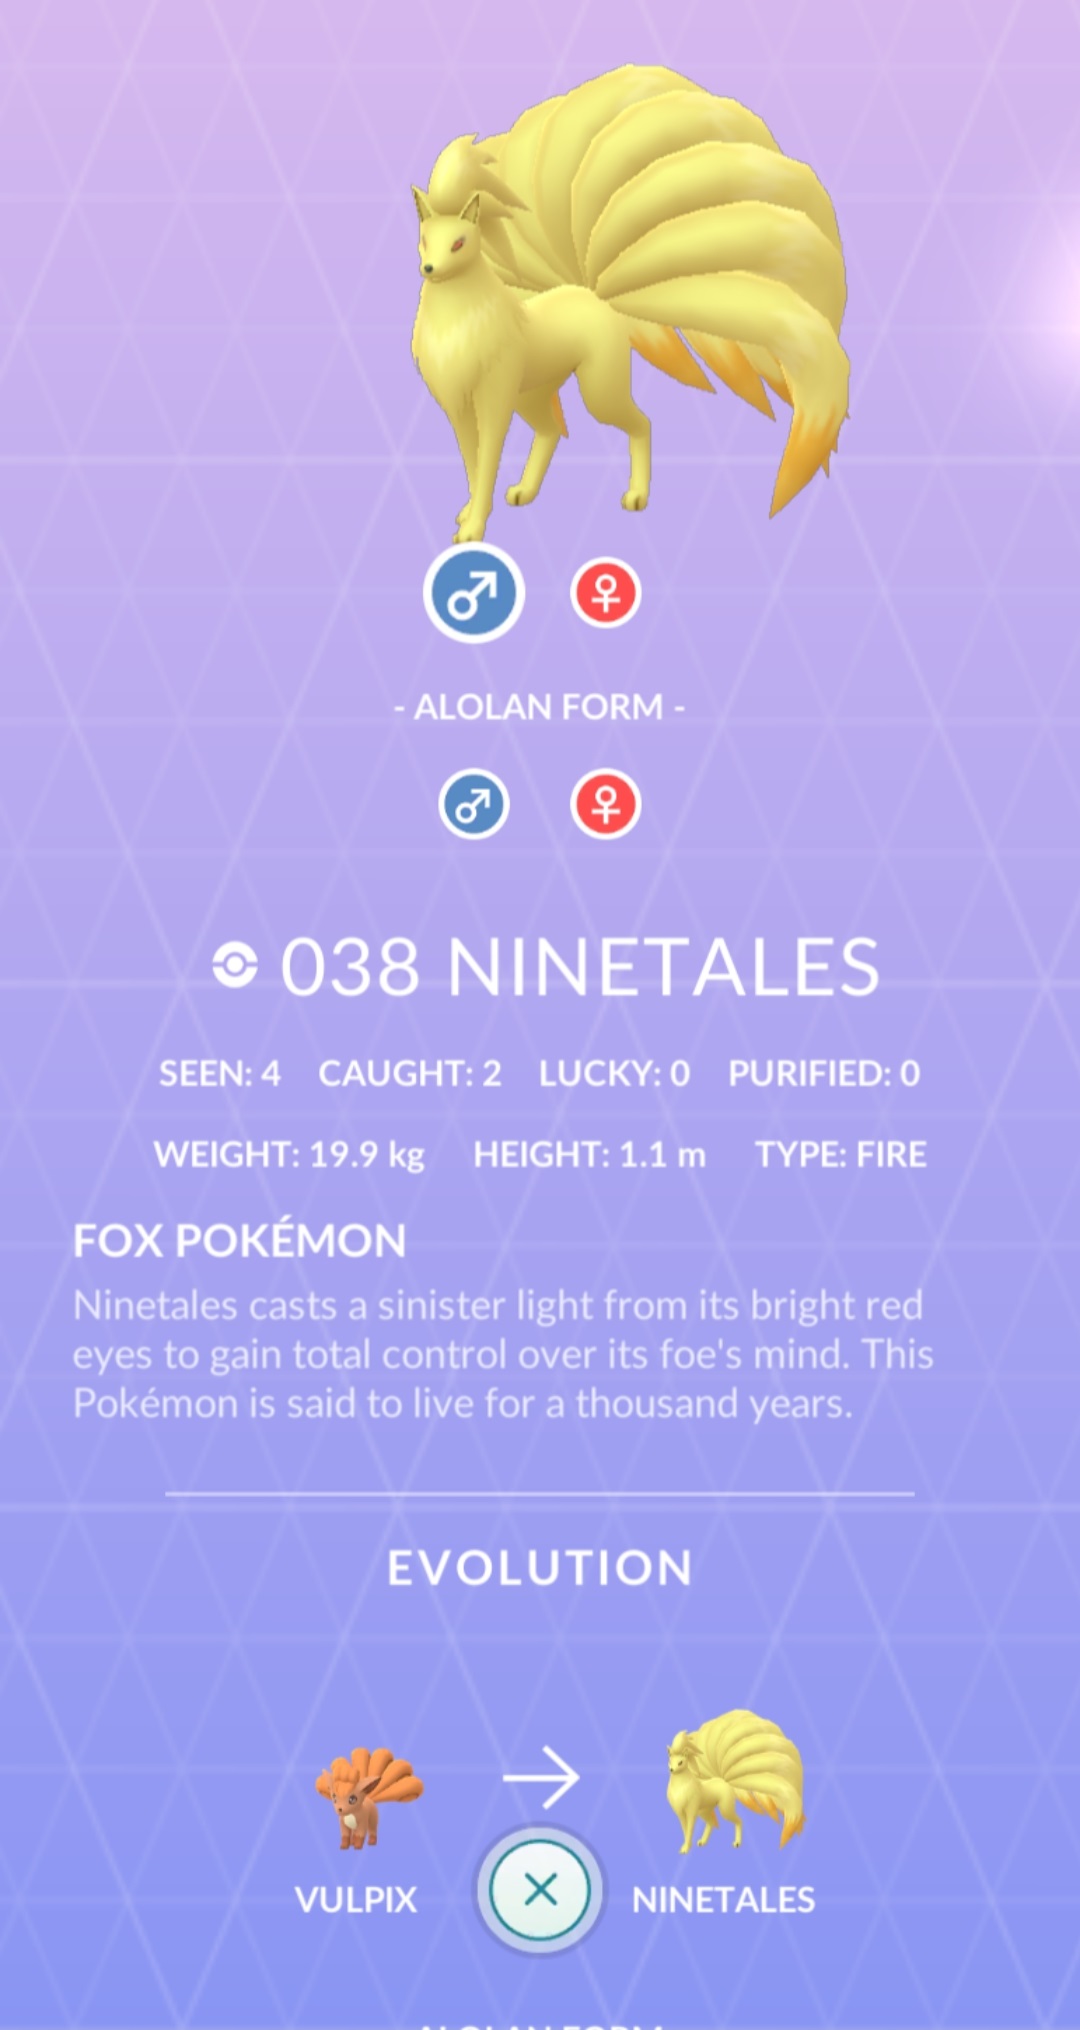 - ALOLAN FORM -
038 NINETALES
SEEN: 4 CAUGHT: 2 LUCKY: 0 PURIFIED: 0
WEIGHT: 19.9 kg HEIGHT: 1.1 m TYPE: FIRE
FOX POKÉMON
Ninetales casts a sinister light from its bright red
eyes to gain total control over its foe's mind. This
Pokémon is said to live for a thousand years.
EVOLUTION
VULPIX NINETALES
ALOLAN FORM